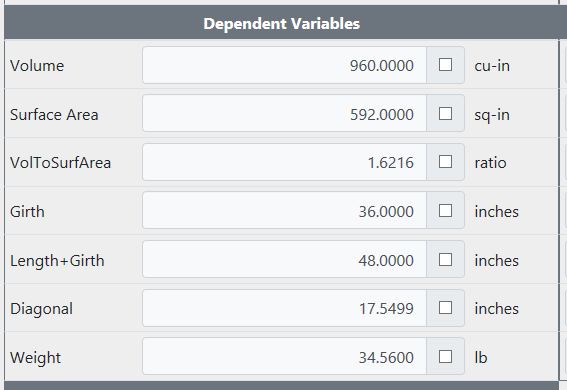 Dependent Variables
Volume 960.0000 cu-in
Surface Area 592.0000 sq-in
VolToSurfArea 1.6216 ratio
Girth 36.0000 inches
Length+Girth 48.0000 inches
Diagonal 17.5499 inches
Weight 34.5600 lb